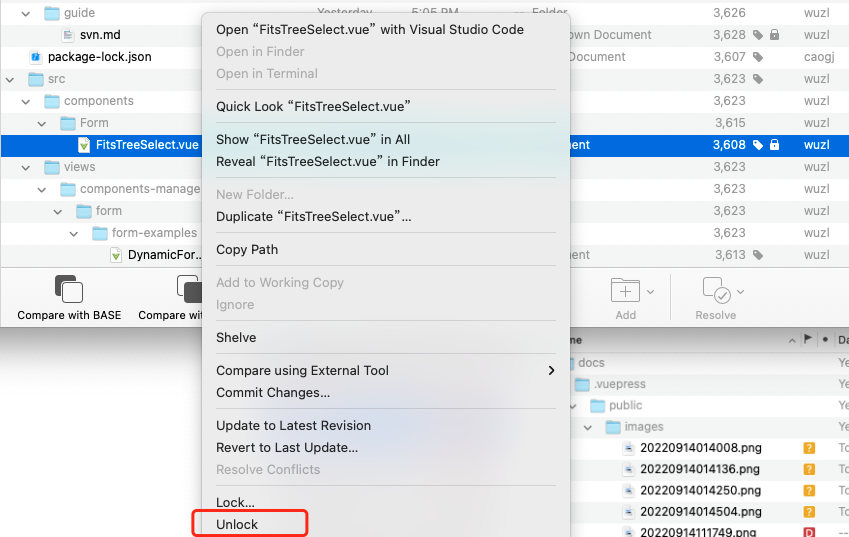 guide Yesterday 5:05 PM -- Folder 3,626 wuzl
svn.md own Document 3,628 wuzl
package-lock.json Document 3,607 caogj
src 3,623 wuzl
components 3,623 wuzl
Form 3,615 wuzl
FitsTreeSelect.vue ment 3,608 wuzl
views 3,623 wuzl
components-manage 3,623 wuzl
form 3,623 wuzl
form-examples 3,623 wuzl
DynamicFor... ment 3,613 wuzl
Compare with BASE Compare wit Add Resolve
Open “FitsTreeSelect.vue” with Visual Studio Code
Open in Finder
Open in Terminal
Quick Look “FitsTreeSelect.vue”
Show “FitsTreeSelect.vue” in All
Reveal “FitsTreeSelect.vue” in Finder
New Folder...
Duplicate “FitsTreeSelect.vue”...
Copy Path
Add to Working Copy
Ignore
Shelve
Compare using External Tool
Commit Changes...
Update to Latest Revision
Revert to Last Update...
Resolve Conflicts
Lock...
Unlock
me Da
docs Ye
.vuepress Ye
public Ye
images Ye
20220914014008.png ? To
20220914014136.png ? To
20220914014250.png ? To
20220914014504.png ? To
20220914111749.png D --